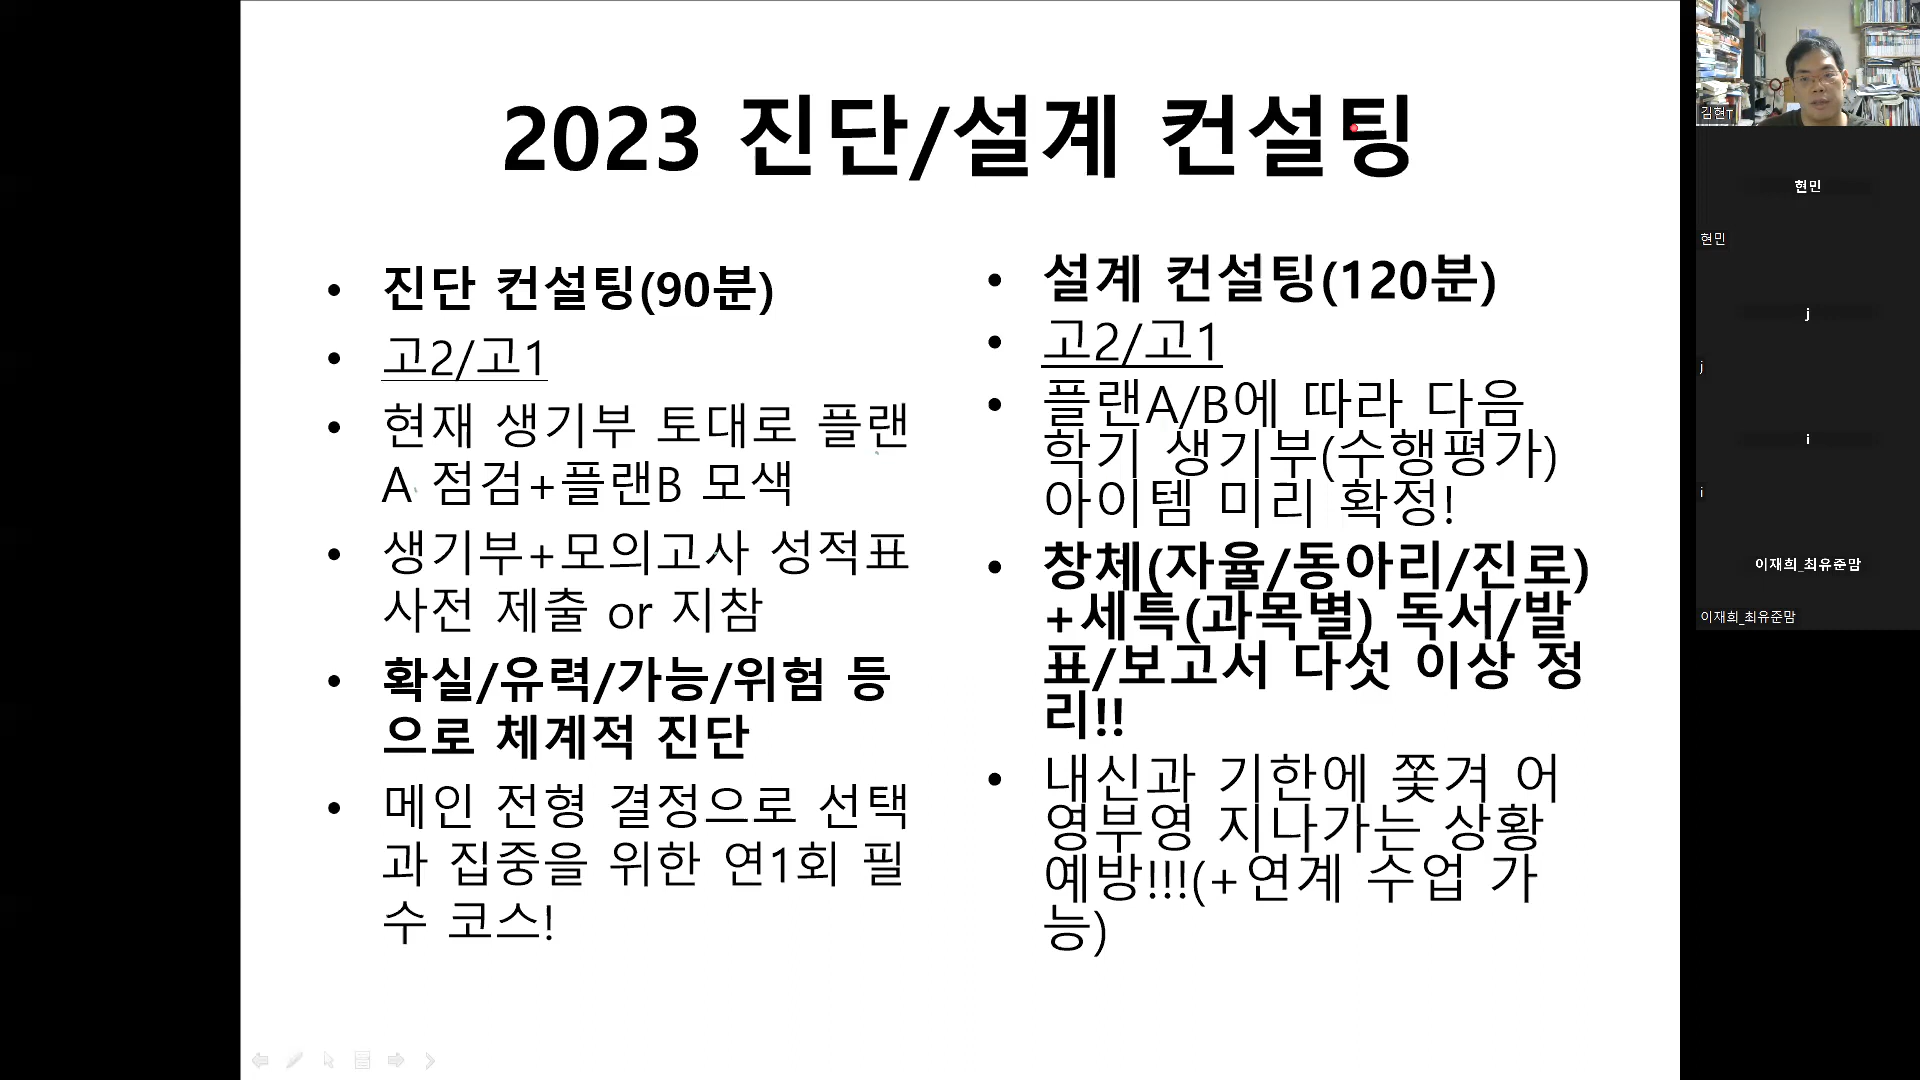 2023 진단/설계 컨설팅
• 진단 컨설팅(90분)
• 고2/고1
• 현재 생기부 토대로 플랜
A 점검+플랜B 모색
• 생기부+모의고사 성적표
사전 제출 or 지참
• 확실/유력/가능/위험 등
으로 체계적 진단
• 메인 전형 결정으로 선택
과 집중을 위한 연1회 필
수 코스!
• 설계 컨설팅(120분)
• 고2/고1
• 플랜A/B에 따라 다음
학기 생기부(수행평가)
아이템 미리 확정!
• 창체(자율/동아리/진로)
+세특(과목별) 독서/발
표/보고서 다섯 이상 정
리!!
• 내신과 기한에 쫓겨 어
영부영 지나가는 상황
예방!!!(+연계 수업 가
능)
김현T
현민
현민
j
j
i
i
이재희_최유준맘
이재희_최유준맘